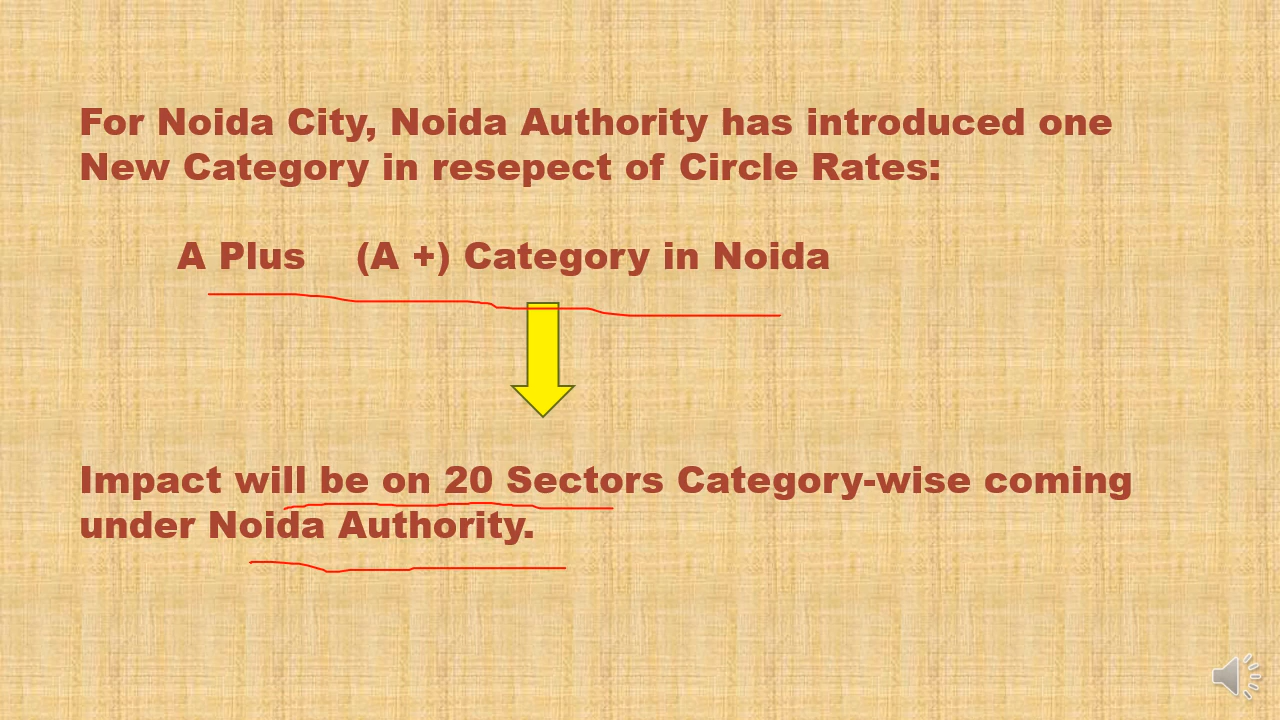 For Noida City, Noida Authority has introduced one
New Category in resepect of Circle Rates:
A Plus (A +) Category in Noida
Impact will be on 20 Sectors Category-wise coming
under Noida Authority.